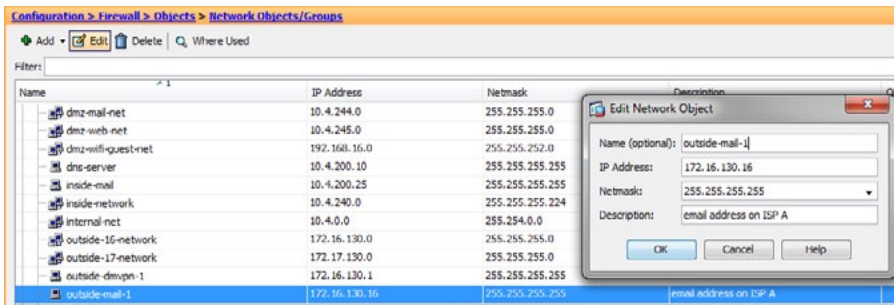 Configuration > Firewall > Objects > Network Objects/Groups
Add Edit Delete Where Used
Filter:
Name 1 IP Address Netmask Description
dmz-mail-net 10.4.244.0 255.255.255.0
dmz-web-net 10.4.245.0 255.255.255.0
dmz-wifi-guest-net 192.168.16.0 255.255.252.0
dns-server 10.4.200.10 255.255.255.255
inside-mail 10.4.200.25 255.255.255.255
inside-network 10.4.240.0 255.255.255.224
internal-net 10.4.0.0 255.254.0.0
outside-16-network 172.16.130.0 255.255.255.0
outside-17-network 172.17.130.0 255.255.255.0
outside-dmvpn-1 172.16.130.1 255.255.255.255
outside-mail-1 172.16.130.16 255.255.255.255 email address on ISP A
Edit Network Object
Name (optional): outside-mail-1
IP Address: 172.16.130.16
Netmask: 255.255.255.255
Description: email address on ISP A
OK Cancel Help